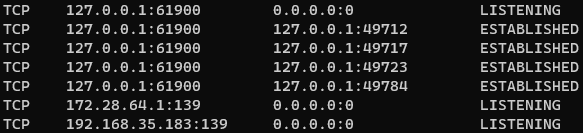 TCP 127.0.0.1:61900 0.0.0.0:0 LISTENING
TCP 127.0.0.1:61900 127.0.0.1:49712 ESTABLISHED
TCP 127.0.0.1:61900 127.0.0.1:49717 ESTABLISHED
TCP 127.0.0.1:61900 127.0.0.1:49723 ESTABLISHED
TCP 127.0.0.1:61900 127.0.0.1:49784 ESTABLISHED
TCP 172.28.64.1:139 0.0.0.0:0 LISTENING
TCP 192.168.35.183:139 0.0.0.0:0 LISTENING